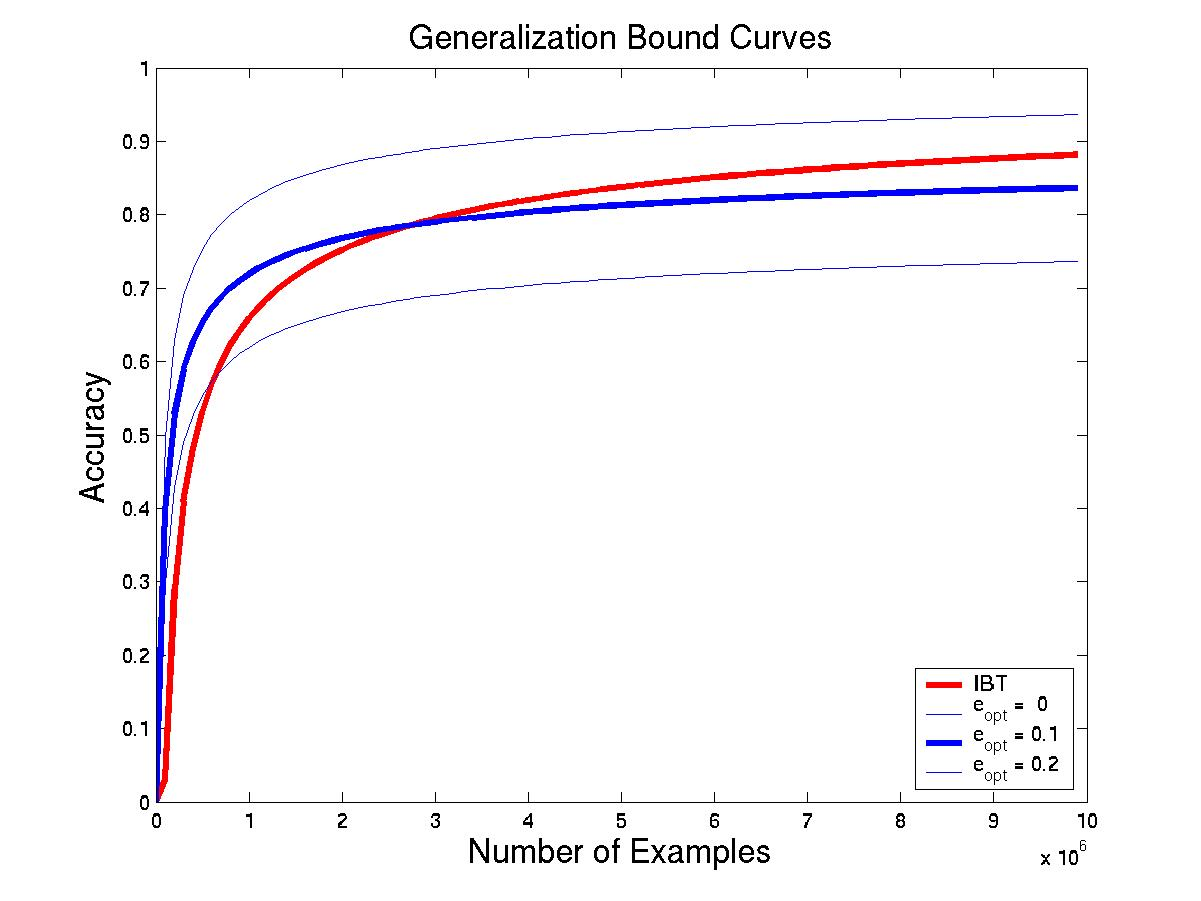 Generalization Bound Curves
1
0.9
0.8
0.7
0.6
0.5
0.4
0.3
0.2
0.1
0
Accuracy
IBT
e_opt = 0
e_opt = 0.1
e_opt = 0.2
0 1 2 3 4 5 6 7 8 9 10
Number of Examples
x 10^6